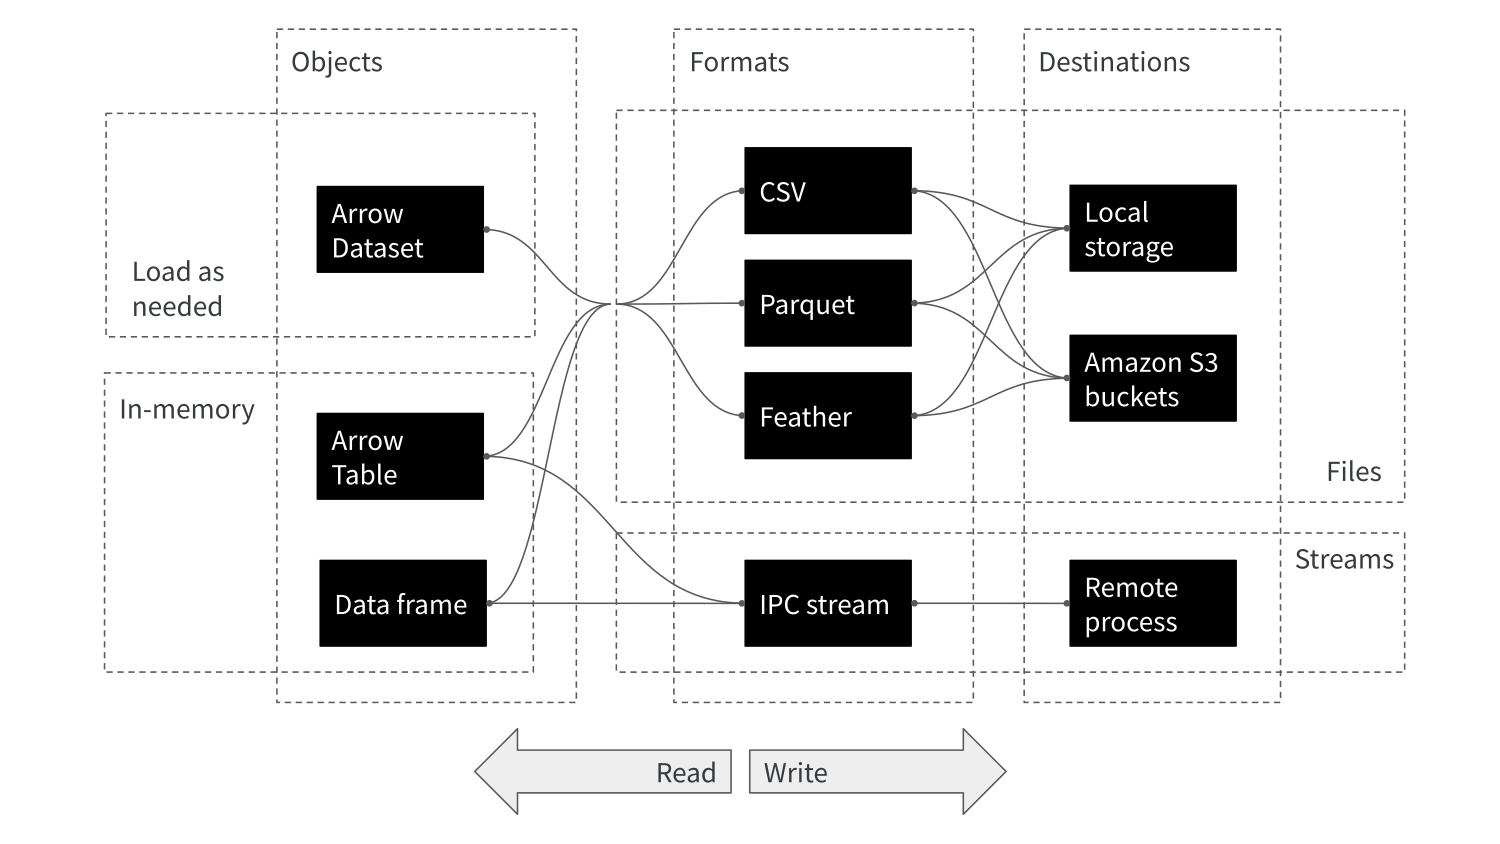 Objects
Formats
Destinations
Arrow
Dataset
Load as
needed
CSV
Parquet
Feather
Local
storage
Amazon S3
buckets
Files
In-memory
Arrow
Table
Data frame
IPC stream
Remote
process
Streams
Read
Write